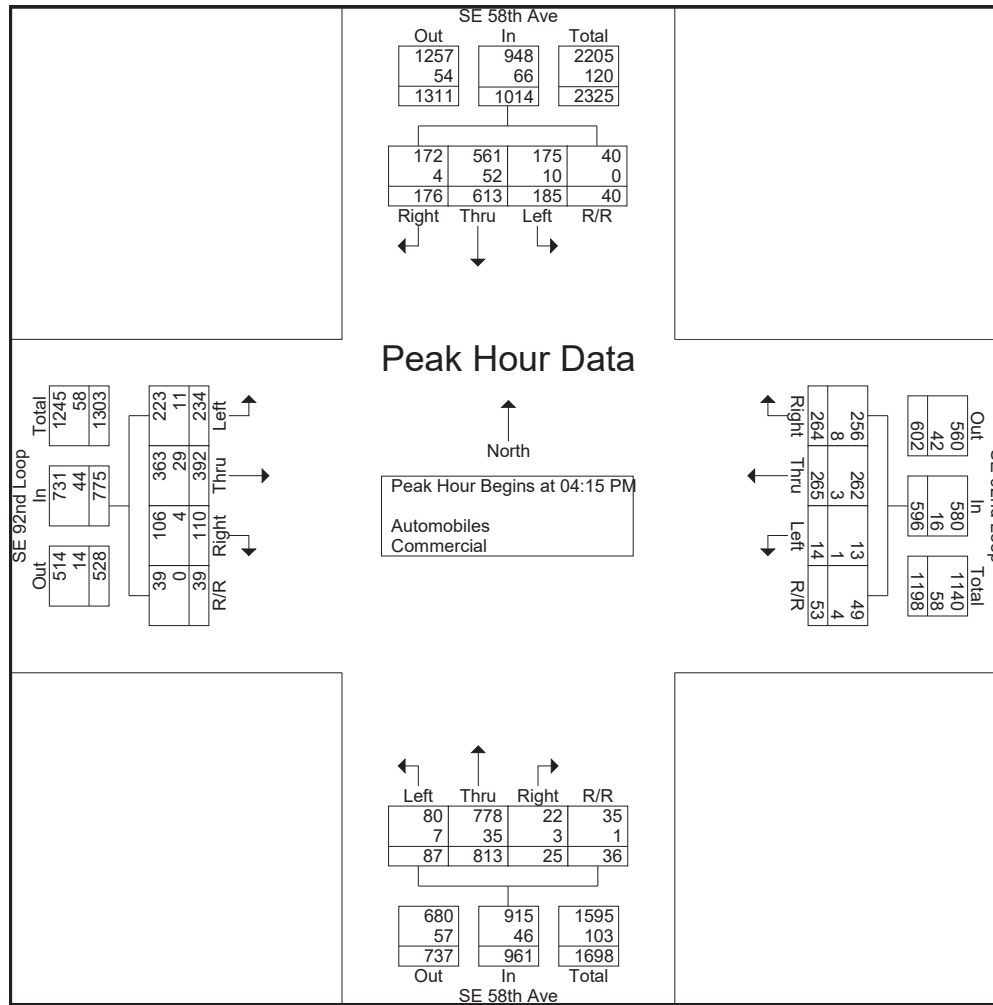 SE 58th Ave
Out In Total
1257 948 2205
54 66 120
1311 1014 2325
172 561 175 40
4 52 10 0
176 613 185 40
Right Thru Left R/R
Peak Hour Data
North
Peak Hour Begins at 04:15 PM
Automobiles
Commercial
SE 92nd Loop
Out In Total
514 731 1245
14 44 58
528 775 1303
39 106 363 223
0 4 29 11
39 110 392 234
R/R Right Thru Left
SE 92nd Loop
Out In Total
560 580 1140
42 16 58
602 596 1198
256 262 13 49
8 3 1 4
264 265 14 53
Right Thru Left R/R
Left Thru Right R/R
80 778 22 35
7 35 3 1
87 813 25 36
680 915 1595
57 46 103
737 961 1698
Out In Total
SE 58th Ave